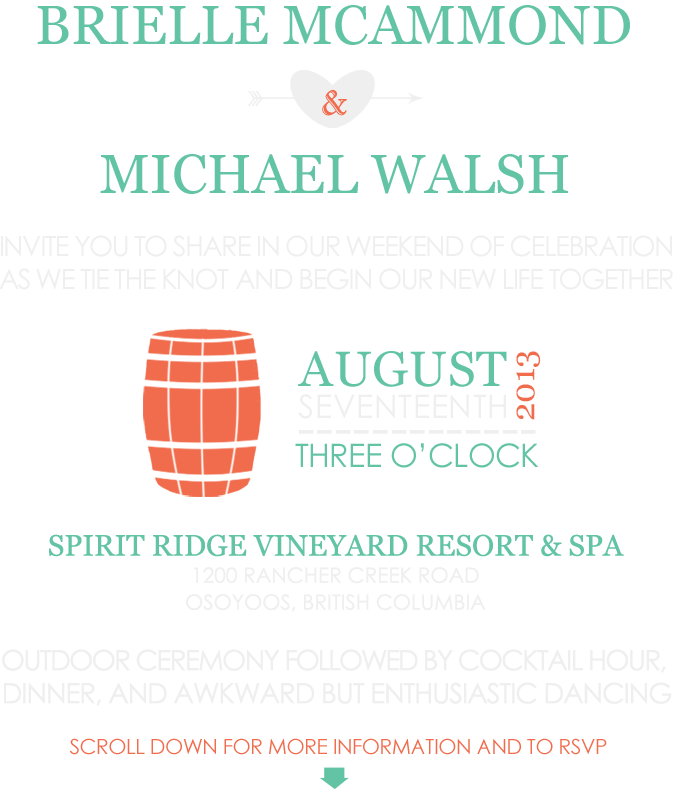 BRIELLE MCAMMOND
&
MICHAEL WALSH
INVITE YOU TO SHARE IN OUR WEEKEND OF CELEBRATION
AS WE TIE THE KNOT AND BEGIN OUR NEW LIFE TOGETHER
AUGUST 2013
SEVENTEENTH
THREE O'CLOCK
SPIRIT RIDGE VINEYARD RESORT & SPA
1200 RANCHER CREEK ROAD
OSOYOOS, BRITISH COLUMBIA
OUTDOOR CEREMONY FOLLOWED BY COCKTAIL HOUR,
DINNER, AND AWKWARD BUT ENTHUSIASTIC DANCING
SCROLL DOWN FOR MORE INFORMATION AND TO RSVP